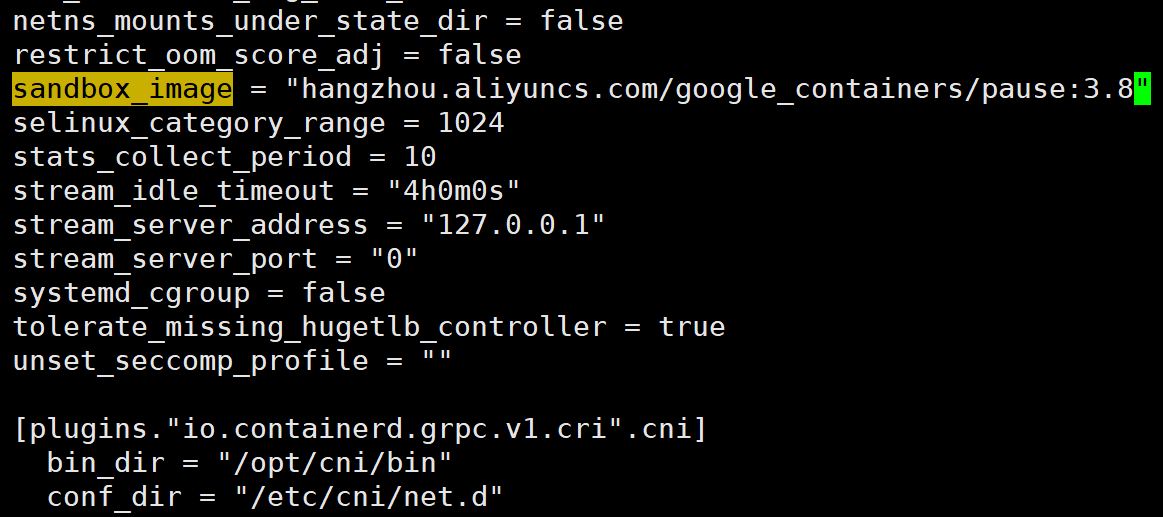 netns_mounts_under_state_dir = false
restrict_oom_score_adj = false
sandbox_image = "hangzhou.aliyuncs.com/google_containers/pause:3.8"
selinux_category_range = 1024
stats_collect_period = 10
stream_idle_timeout = "4h0m0s"
stream_server_address = "127.0.0.1"
stream_server_port = "0"
systemd_cgroup = false
tolerate_missing_hugetlb_controller = true
unset_seccomp_profile = ""

[plugins."io.containerd.grpc.v1.cri".cni]
  bin_dir = "/opt/cni/bin"
  conf_dir = "/etc/cni/net.d"